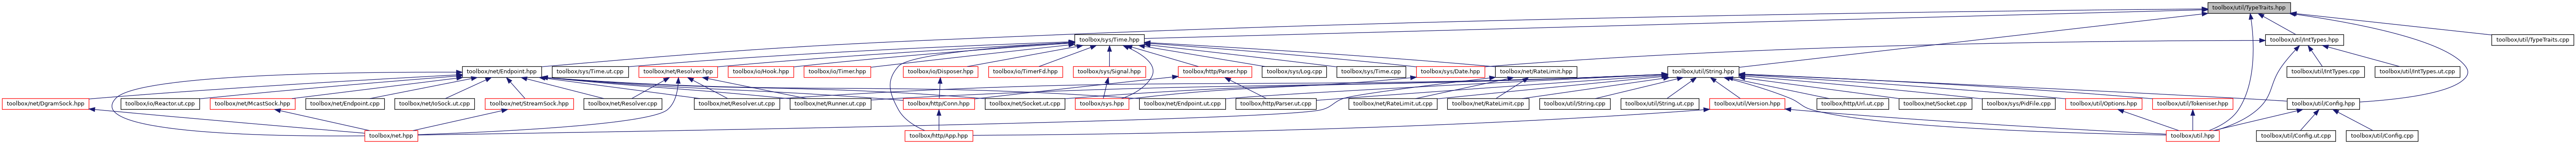 toolbox/util/TypeTraits.hpp
toolbox/sys/Time.hpp
toolbox/util/IntTypes.hpp
toolbox/util/TypeTraits.cpp
toolbox/net/Endpoint.hpp
toolbox/sys/Time.ut.cpp
toolbox/net/Resolver.hpp
toolbox/io/Hook.hpp
toolbox/io/Timer.hpp
toolbox/io/Disposer.hpp
toolbox/io/TimerFd.hpp
toolbox/sys/Signal.hpp
toolbox/http/Parser.hpp
toolbox/sys/Log.cpp
toolbox/sys/Time.cpp
toolbox/sys/Date.hpp
toolbox/net/RateLimit.hpp
toolbox/util/String.hpp
toolbox/util/IntTypes.cpp
toolbox/util/IntTypes.ut.cpp
toolbox/net/DgramSock.hpp
toolbox/io/Reactor.ut.cpp
toolbox/net/McastSock.hpp
toolbox/net/Endpoint.cpp
toolbox/net/IoSock.ut.cpp
toolbox/net/StreamSock.hpp
toolbox/net/Resolver.cpp
toolbox/net/Resolver.ut.cpp
toolbox/net/Runner.ut.cpp
toolbox/http/Conn.hpp
toolbox/net/Socket.ut.cpp
toolbox/sys.hpp
toolbox/net/Endpoint.ut.cpp
toolbox/http/Parser.ut.cpp
toolbox/net/RateLimit.ut.cpp
toolbox/net/RateLimit.cpp
toolbox/util/String.cpp
toolbox/util/String.ut.cpp
toolbox/util/Version.hpp
toolbox/http/Url.ut.cpp
toolbox/net/Socket.cpp
toolbox/sys/PidFile.cpp
toolbox/util/Options.hpp
toolbox/util/Tokeniser.hpp
toolbox/util/Config.hpp
toolbox/net.hpp
toolbox/http/App.hpp
toolbox/util.hpp
toolbox/util/Config.ut.cpp
toolbox/util/Config.cpp